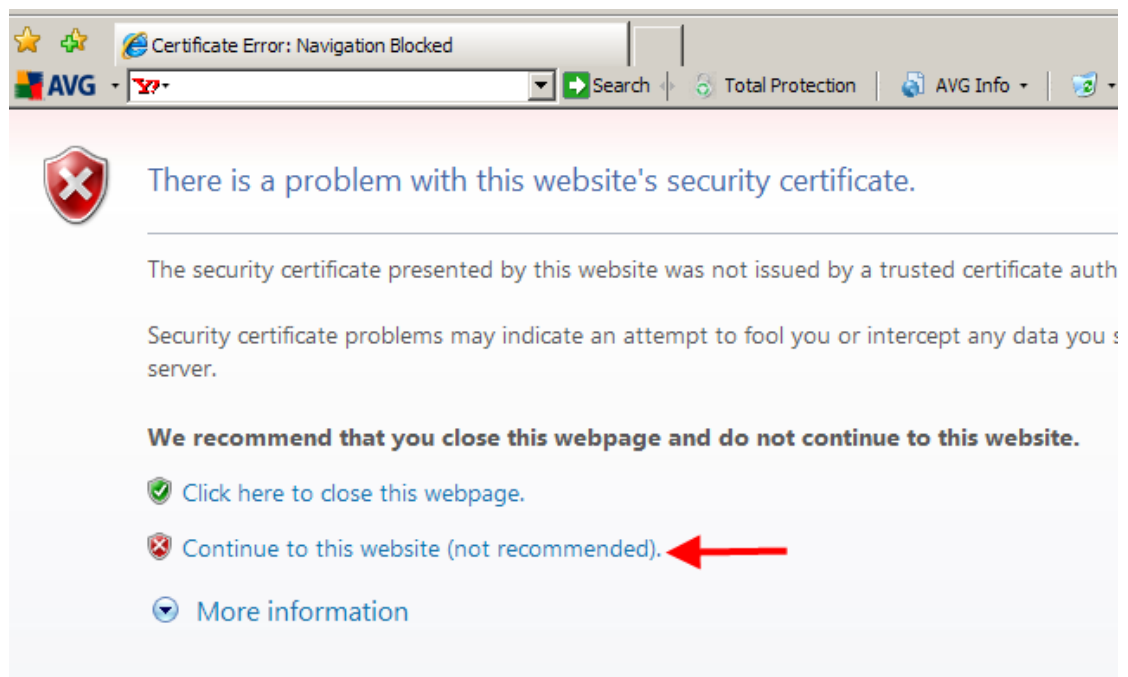 Certificate Error: Navigation Blocked
AVG Y? Search Total Protection AVG Info
There is a problem with this website's security certificate.
The security certificate presented by this website was not issued by a trusted certificate auth
Security certificate problems may indicate an attempt to fool you or intercept any data you s
server.
We recommend that you close this webpage and do not continue to this website.
Click here to close this webpage.
Continue to this website (not recommended).
More information